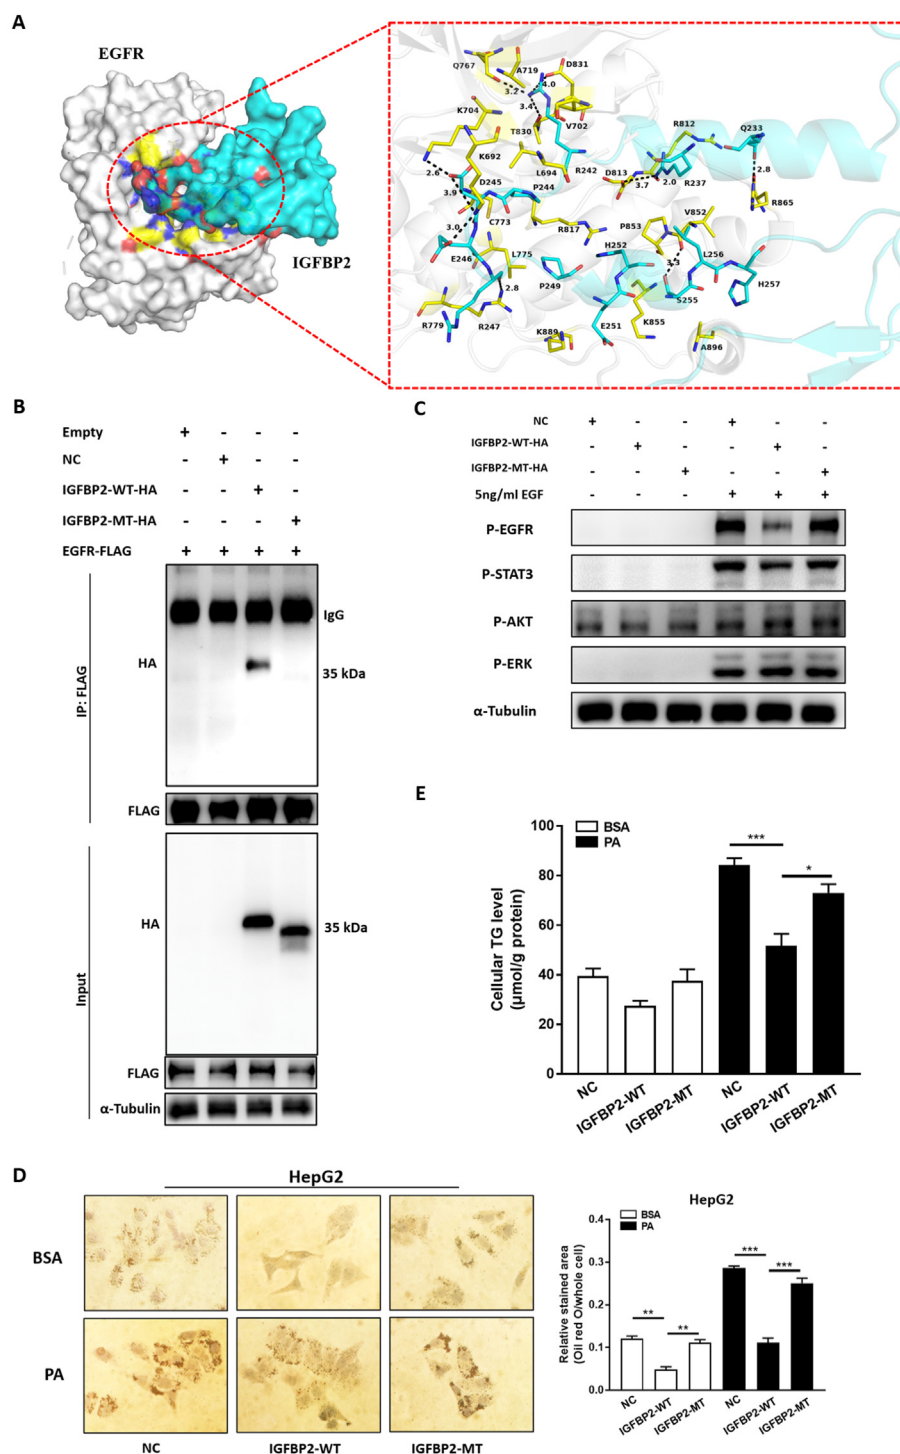 A
EGFR
IGFBP2
Q767
A719
D831
3.2
4.0
3.4
K704
T830
V702
R812
Q233
K692
L694
R242
D813
2.6
D245
P244
3.7
2.0
R237
2.8
3.9
R865
C773
3.0
R817
P853
V852
E246
L775
H252
L256
3.3
P249
2.8
S255
H257
R779
R247
E251
K855
K889
A896
B
Empty + - - -
NC - + - -
IGFBP2-WT-HA - - + -
IGFBP2-MT-HA - - - +
EGFR-FLAG + + + +
IP: FLAG
IgG
HA
35 kDa
FLAG
Input
HA
35 kDa
FLAG
α-Tubulin
C
NC + - - + - -
IGFBP2-WT-HA - + - - + -
IGFBP2-MT-HA - - + - - +
5ng/ml EGF - - - + + +
P-EGFR
P-STAT3
P-AKT
P-ERK
α-Tubulin
E
BSA
PA
Cellular TG level
(μmol/g protein)
100
80
60
40
20
0
***
*
NC
IGFBP2-WT
IGFBP2-MT
NC
IGFBP2-WT
IGFBP2-MT
D
HepG2
BSA
PA
NC
IGFBP2-WT
IGFBP2-MT
HepG2
BSA
PA
Relative stained area
(Oil red O/whole cell)
0.4
0.3
0.2
0.1
0.0
**
**
***
***
NC
IGFBP2-WT
IGFBP2-MT
NC
IGFBP2-WT
IGFBP2-MT